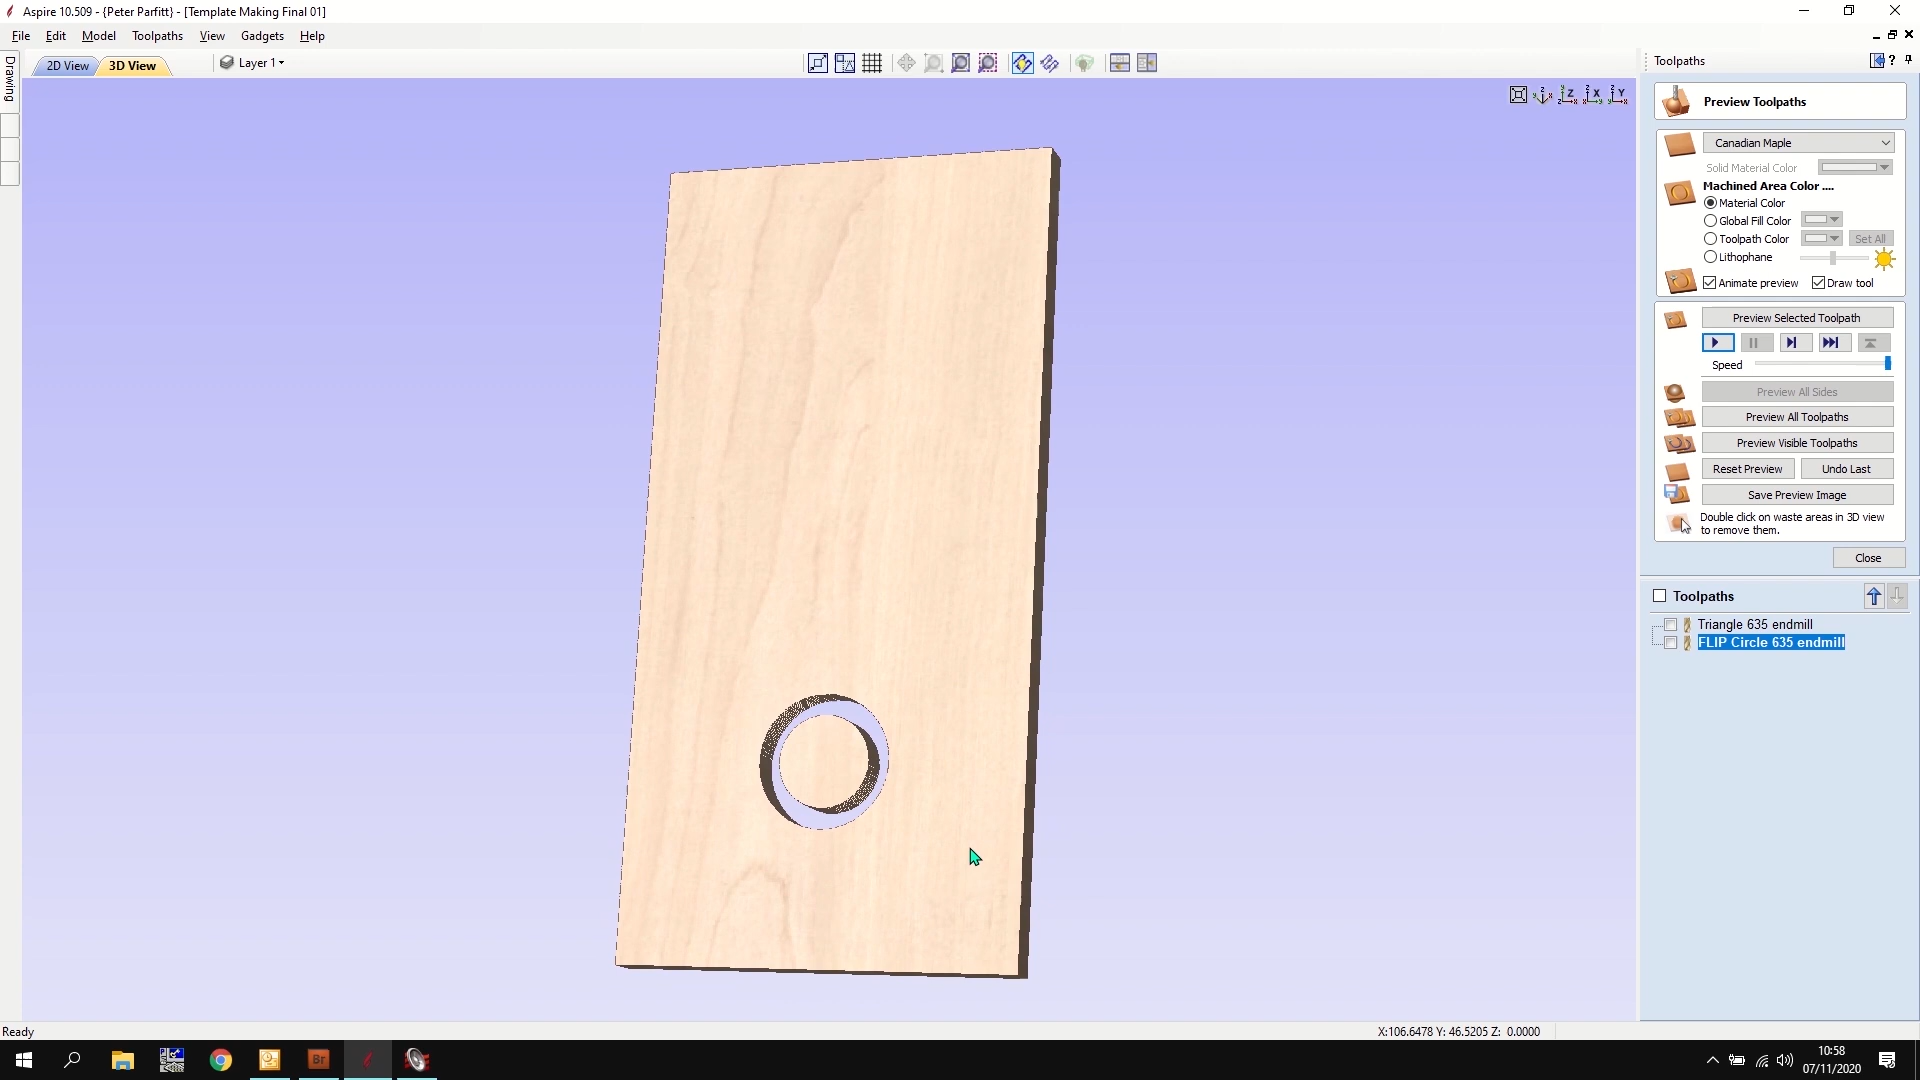 Aspire 10.509 - {Peter Parfitt} - [Template Making Final 01]
File Edit Model Toolpaths View Gadgets Help
Drawing
2D View 3D View Layer 1
Z X Y
Toolpaths ?
Preview Toolpaths
Canadian Maple
Solid Material Color
Machined Area Color ....
Material Color
Global Fill Color
Toolpath Color Set All
Lithophane
Animate preview Draw tool
Preview Selected Toolpath
Speed
Preview All Sides
Preview All Toolpaths
Preview Visible Toolpaths
Reset Preview Undo Last
Save Preview Image
Double click on waste areas in 3D view
to remove them.
Close
Toolpaths
Triangle 635 endmill
FLIP Circle 635 endmill
Ready
X:106.6478 Y: 46.5205 Z: 0.0000
Br
10:58
07/11/2020